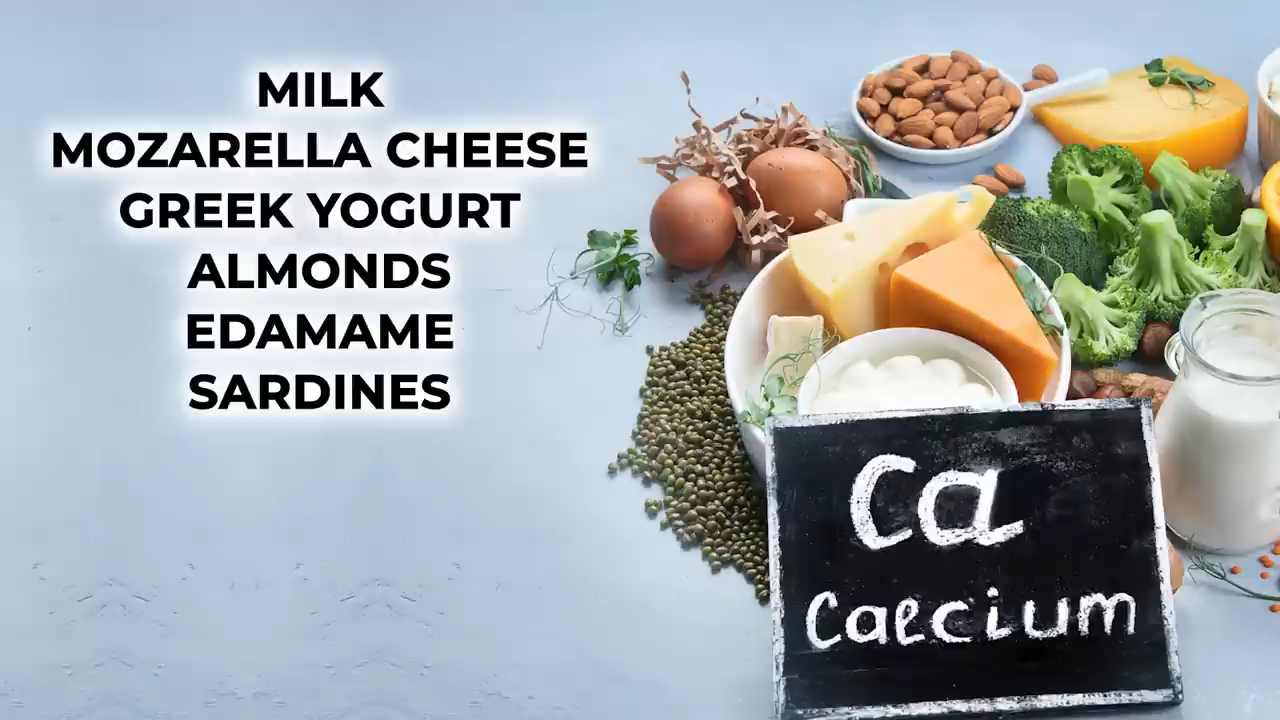 MILK
MOZARELLA CHEESE
GREEK YOGURT
ALMONDS
EDAMAME
SARDINES
Ca
Calcium